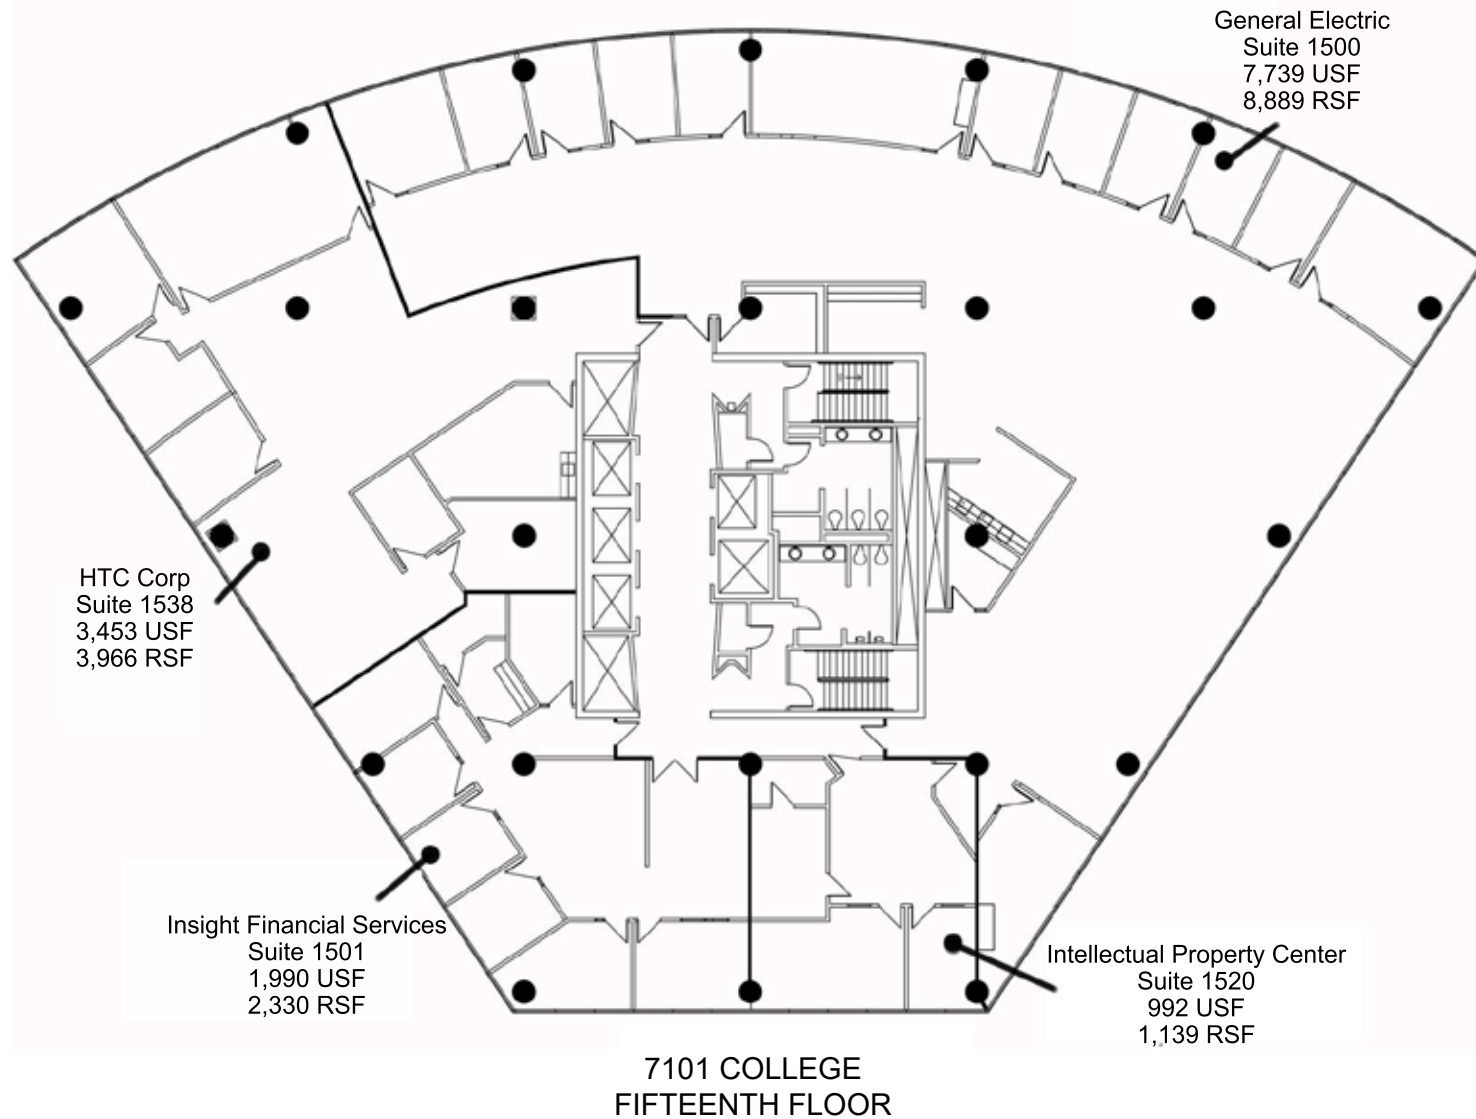 General Electric
Suite 1500
7,739 USF
8,889 RSF
HTC Corp
Suite 1538
3,453 USF
3,966 RSF
Insight Financial Services
Suite 1501
1,990 USF
2,330 RSF
Intellectual Property Center
Suite 1520
992 USF
1,139 RSF
7101 COLLEGE
FIFTEENTH FLOOR